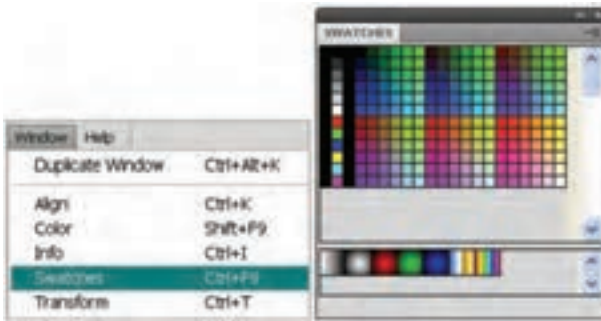 SWATCHES
Window Help
Duplicate Window Ctrl+Alt+K
Align Ctrl+K
Color Shift+F9
Info Ctrl+I
Swatches Ctrl+F9
Transform Ctrl+T